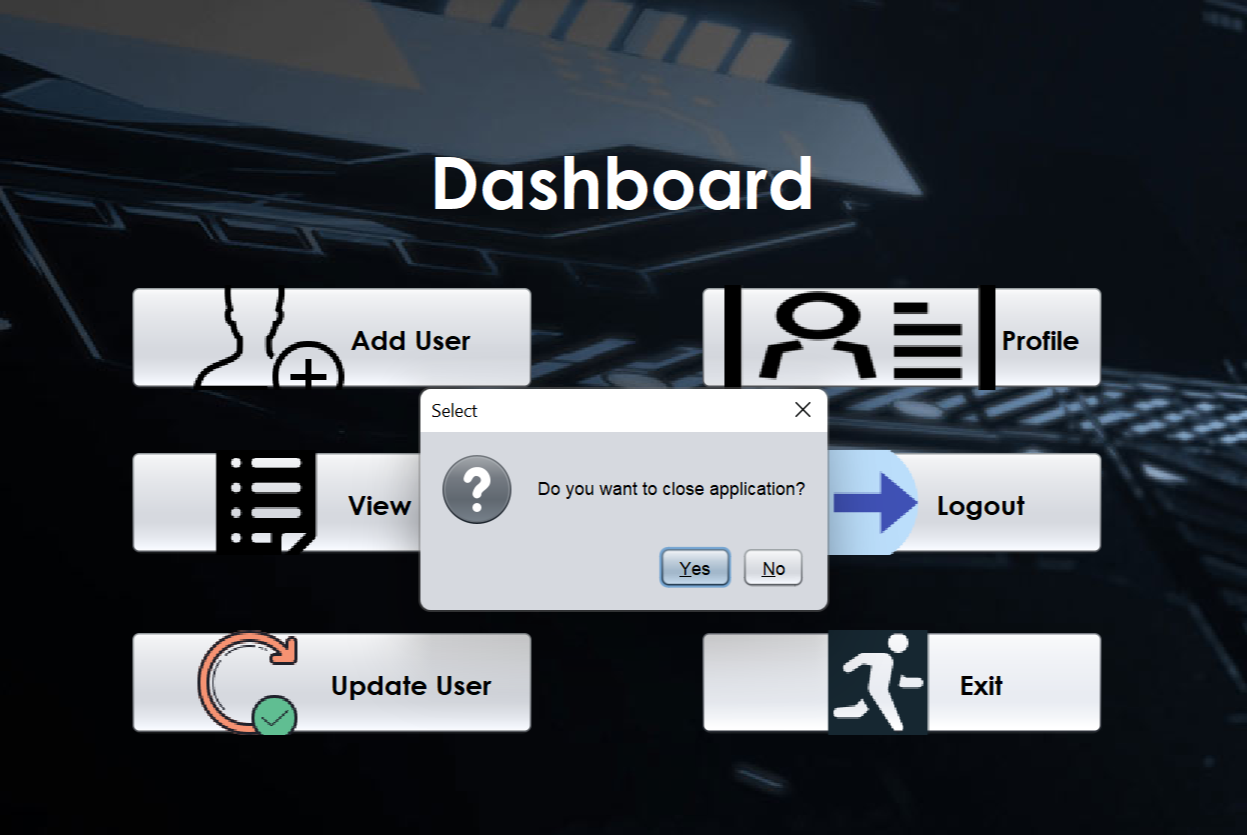 Dashboard
Add User
Profile
Select
Do you want to close application?
View
Logout
Yes
No
Update User
Exit